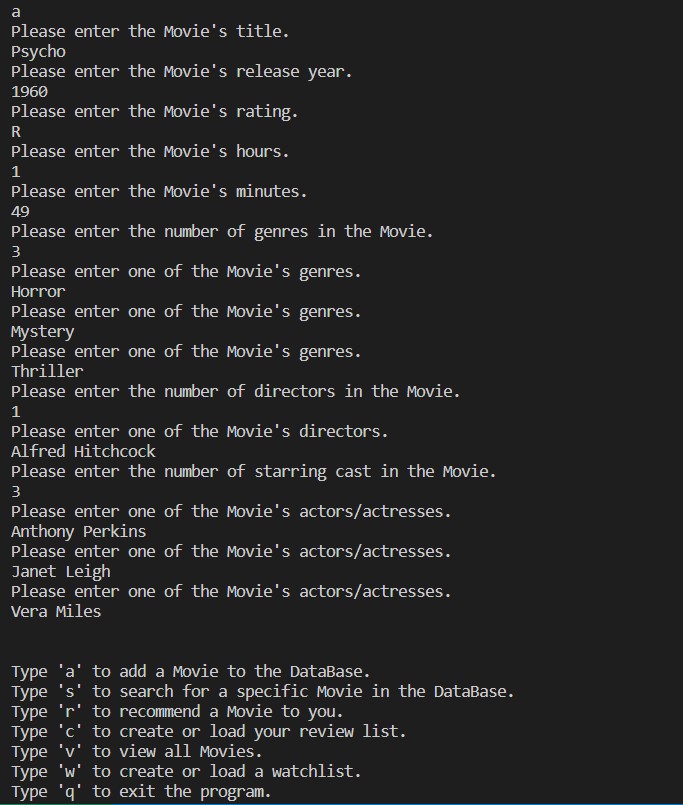 a
Please enter the Movie's title.
Psycho
Please enter the Movie's release year.
1960
Please enter the Movie's rating.
R
Please enter the Movie's hours.
1
Please enter the Movie's minutes.
49
Please enter the number of genres in the Movie.
3
Please enter one of the Movie's genres.
Horror
Please enter one of the Movie's genres.
Mystery
Please enter one of the Movie's genres.
Thriller
Please enter the number of directors in the Movie.
1
Please enter one of the Movie's directors.
Alfred Hitchcock
Please enter the number of starring cast in the Movie.
3
Please enter one of the Movie's actors/actresses.
Anthony Perkins
Please enter one of the Movie's actors/actresses.
Janet Leigh
Please enter one of the Movie's actors/actresses.
Vera Miles
Type 'a' to add a Movie to the DataBase.
Type 's' to search for a specific Movie in the DataBase.
Type 'r' to recommend a Movie to you.
Type 'c' to create or load your review list.
Type 'v' to view all Movies.
Type 'w' to create or load a watchlist.
Type 'q' to exit the program.